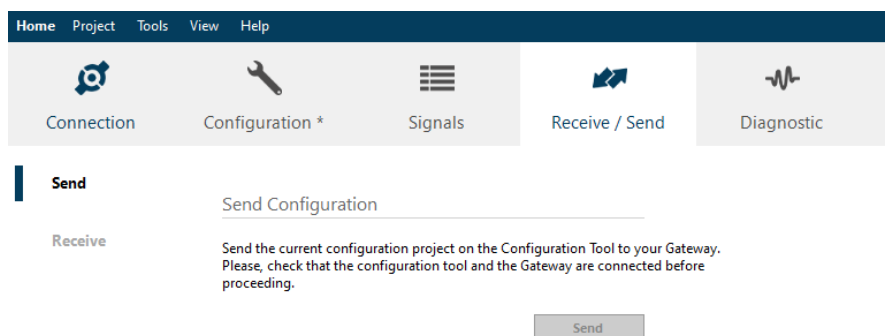 Home Project Tools View Help
Connection Configuration * Signals Receive / Send Diagnostic
Send
Send Configuration
Receive
Send the current configuration project on the Configuration Tool to your Gateway.
Please, check that the configuration tool and the Gateway are connected before
proceeding.
Send